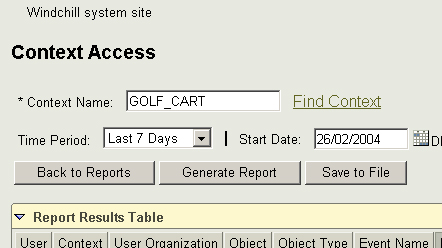 Windchill system site
Context Access
* Context Name: GOLF_CART Find Context
Time Period: Last 7 Days Start Date: 26/02/2004
Back to Reports Generate Report Save to File
Report Results Table
User Context User Organization Object Object Type Event Name